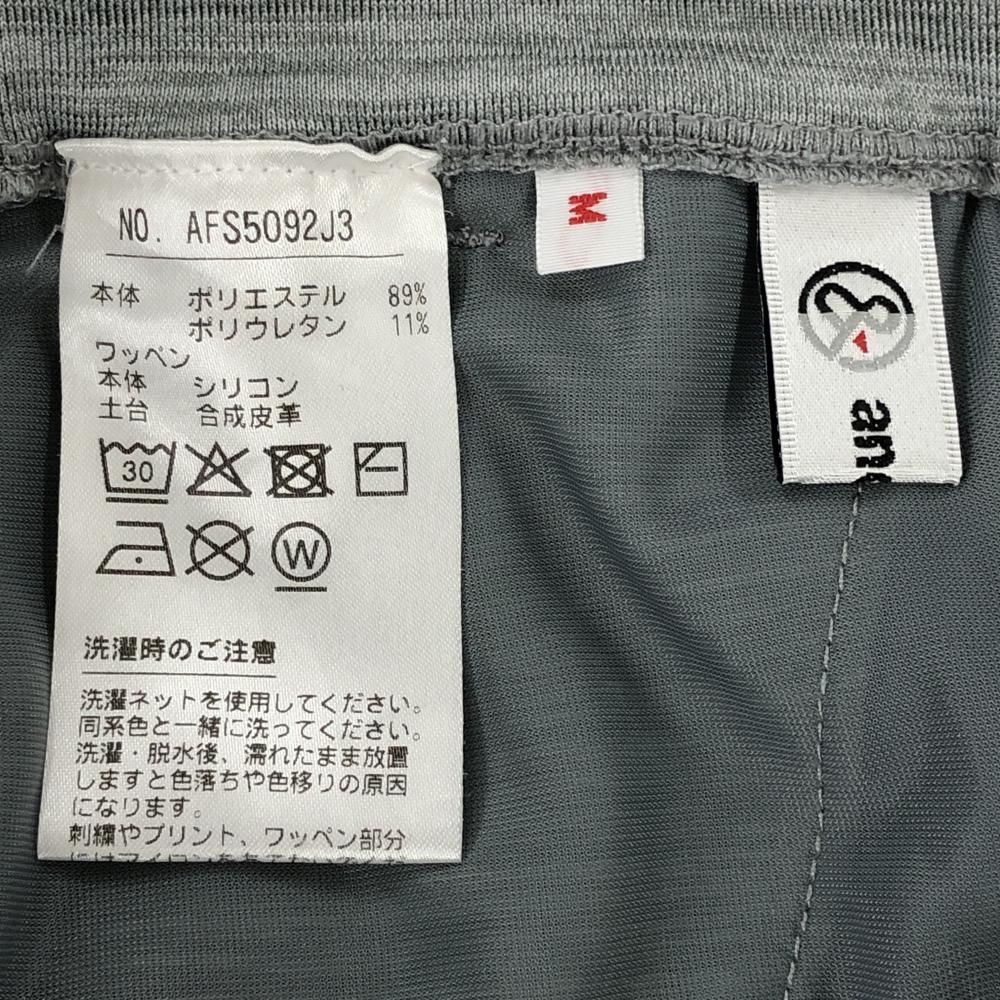 NO. AFS5092J3
本体 ポリエステル 89%
ポリウレタン 11%
ワッペン
本体 シリコン
土台 合成皮革
30
W
洗濯時のご注意
洗濯ネットを使用してください。
同系色と一緒に洗ってください。
洗濯・脱水後、濡れたまま放置
しますと色落ちや色移りの原因
になります。
刺繍やプリント、ワッペン部分
M